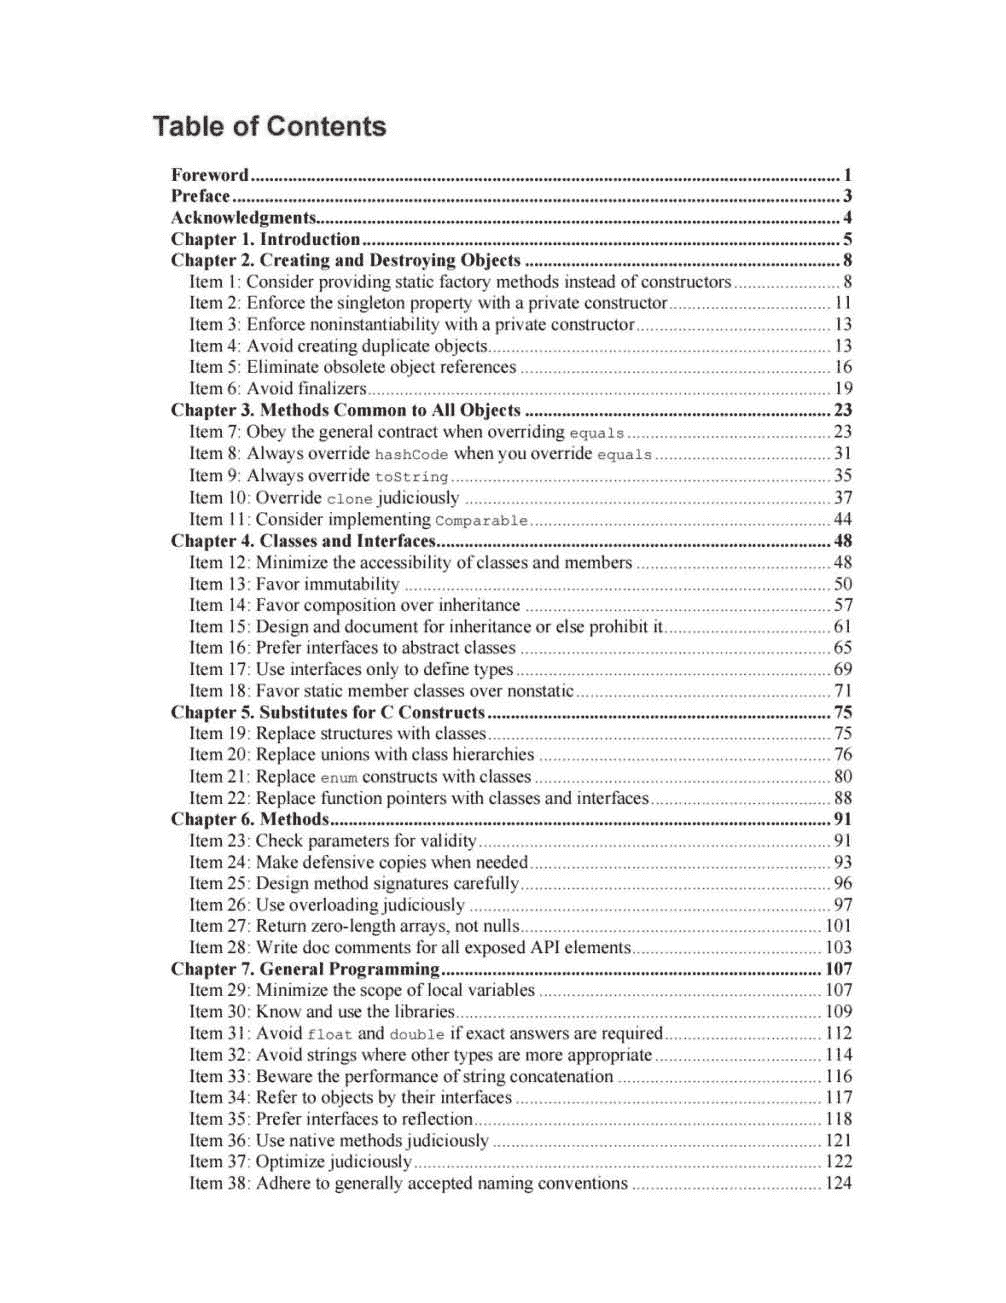 Table of Contents
Foreword 1
Preface 3
Acknowledgments 4
Chapter 1. Introduction 5
Chapter 2. Creating and Destroying Objects 8
Item 1: Consider providing static factory methods instead of constructors 8
Item 2: Enforce the singleton property with a private constructor 11
Item 3: Enforce noninstantiability with a private constructor 13
Item 4: Avoid creating duplicate objects 13
Item 5: Eliminate obsolete object references 16
Item 6: Avoid finalizers 19
Chapter 3. Methods Common to All Objects 23
Item 7: Obey the general contract when overriding equals 23
Item 8: Always override hashCode when you override equals 31
Item 9: Always override toString 35
Item 10: Override clone judiciously 37
Item 11: Consider implementing Comparable 44
Chapter 4. Classes and Interfaces 48
Item 12: Minimize the accessibility of classes and members 48
Item 13: Favor immutability 50
Item 14: Favor composition over inheritance 57
Item 15: Design and document for inheritance or else prohibit it 61
Item 16: Prefer interfaces to abstract classes 65
Item 17: Use interfaces only to define types 69
Item 18: Favor static member classes over nonstatic 71
Chapter 5. Substitutes for C Constructs 75
Item 19: Replace structures with classes 75
Item 20: Replace unions with class hierarchies 76
Item 21: Replace enum constructs with classes 80
Item 22: Replace function pointers with classes and interfaces 88
Chapter 6. Methods 91
Item 23: Check parameters for validity 91
Item 24: Make defensive copies when needed 93
Item 25: Design method signatures carefully 96
Item 26: Use overloading judiciously 97
Item 27: Return zero-length arrays, not nulls 101
Item 28: Write doc comments for all exposed API elements 103
Chapter 7. General Programming 107
Item 29: Minimize the scope of local variables 107
Item 30: Know and use the libraries 109
Item 31: Avoid float and double if exact answers are required 112
Item 32: Avoid strings where other types are more appropriate 114
Item 33: Beware the performance of string concatenation 116
Item 34: Refer to objects by their interfaces 117
Item 35: Prefer interfaces to reflection 118
Item 36: Use native methods judiciously 121
Item 37: Optimize judiciously 122
Item 38: Adhere to generally accepted naming conventions 124